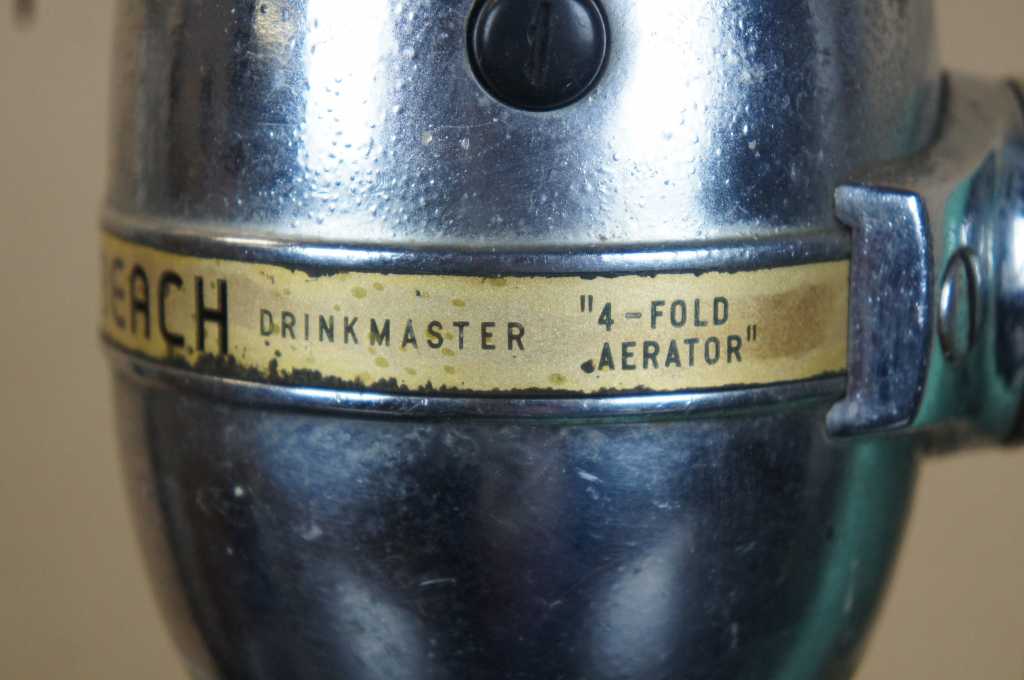 EACH DRINKMASTER "4-FOLD
AERATOR"